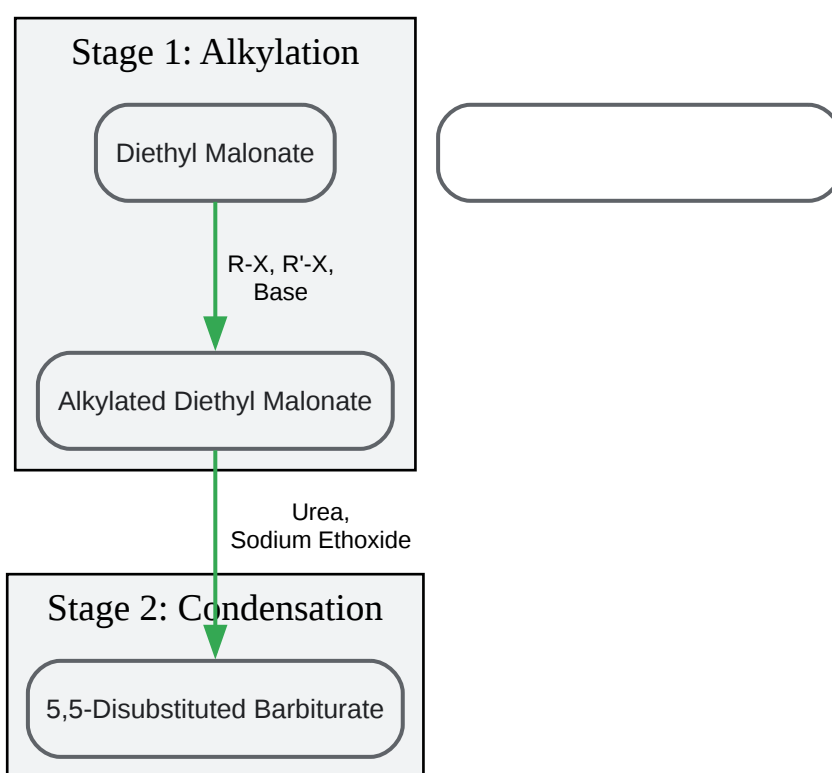 Stage 1: Alkylation
Diethyl Malonate
R-X, R'-X,
Base
Alkylated Diethyl Malonate
Urea,
Sodium Ethoxide
Stage 2: Condensation
5,5-Disubstituted Barbiturate